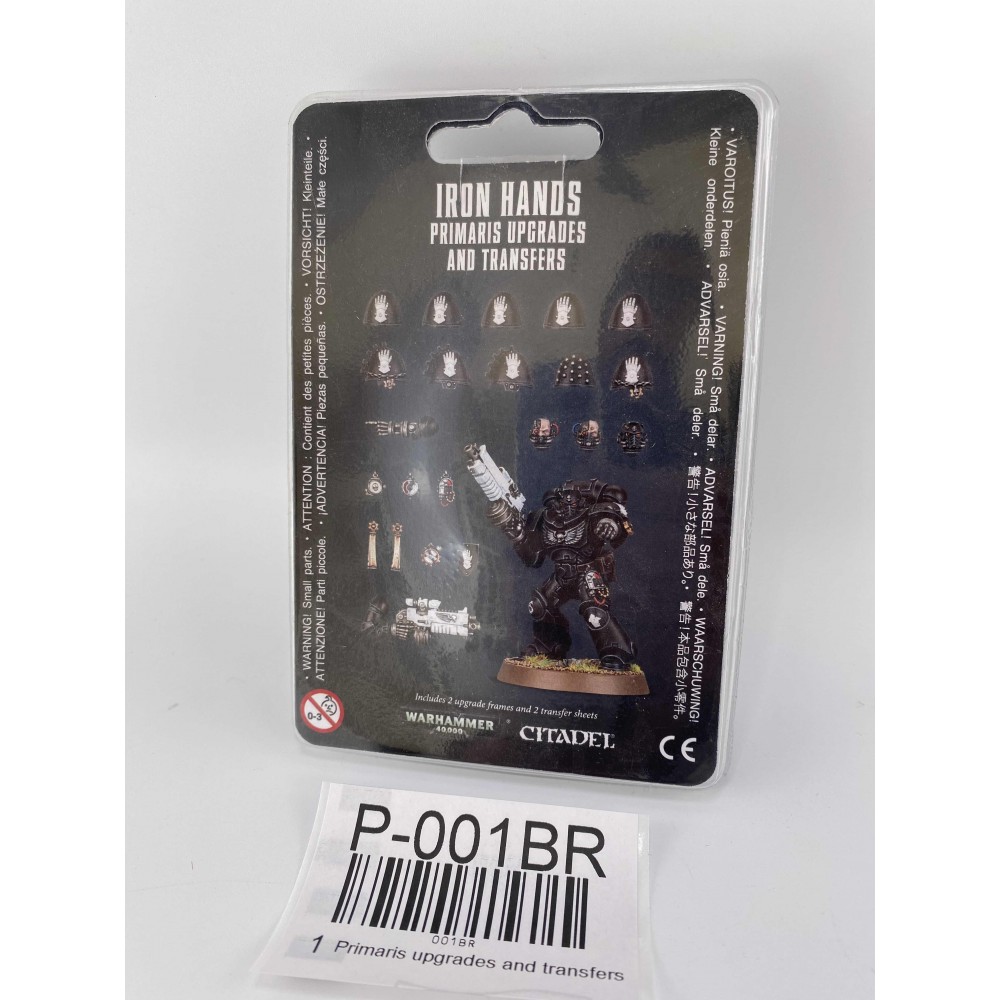 IRON HANDS
PRIMARIS UPGRADES
AND TRANSFERS
• WARNING! Small parts. • ATTENTION : Contient des petites pièces. • VORSICHT! Kleinteile. •
ATTENZIONE! Parti piccole. • ¡ADVERTENCIA! Piezas pequeñas. • OSTRZEŻENIE! Małe części.
• VAROITUS! Pieniä osia. • VARNING! Små delar. • ADVARSEL! Små dele. • WAARSCHUWING!
Kleine onderdelen. • ADVARSEL! Små deler. • 警告!小さな部品あり。• 警告!本品包含小零件。
0-3
Includes 2 upgrade frames and 2 transfer sheets
WARHAMMER
40,000
CITADEL
CE
P-001BR
001BR
1 Primaris upgrades and transfers